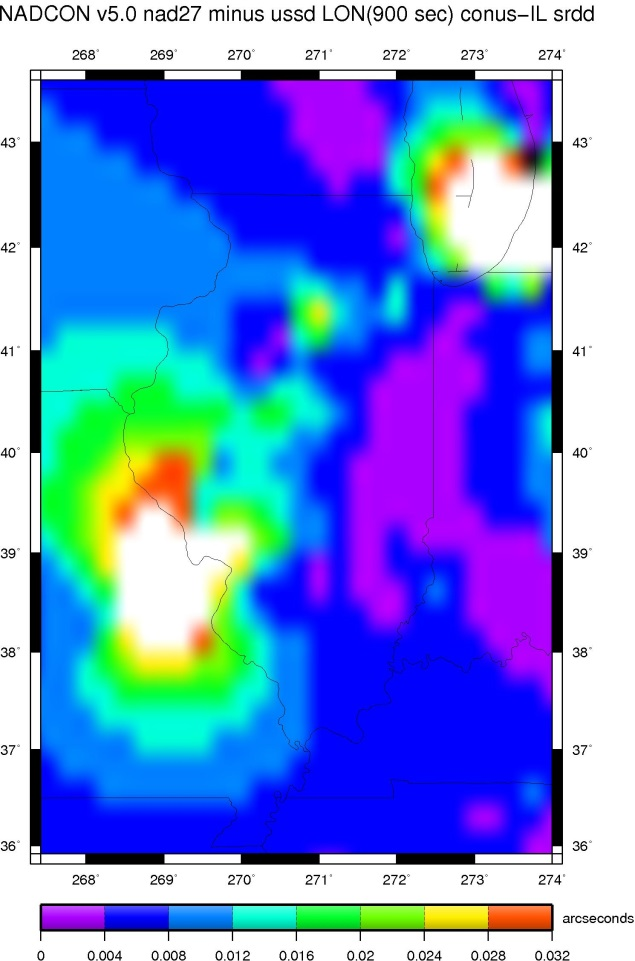 NADCON v5.0 nad27 minus ussd LON(900 sec) conus−IL srdd
268˚ 269˚ 270˚ 271˚ 272˚ 273˚ 274˚
43˚ 43˚
42˚ 42˚
41˚ 41˚
40˚ 40˚
39˚ 39˚
38˚ 38˚
37˚ 37˚
36˚ 36˚
268˚ 269˚ 270˚ 271˚ 272˚ 273˚ 274˚
arcseconds
0 0.004 0.008 0.012 0.016 0.02 0.024 0.028 0.032